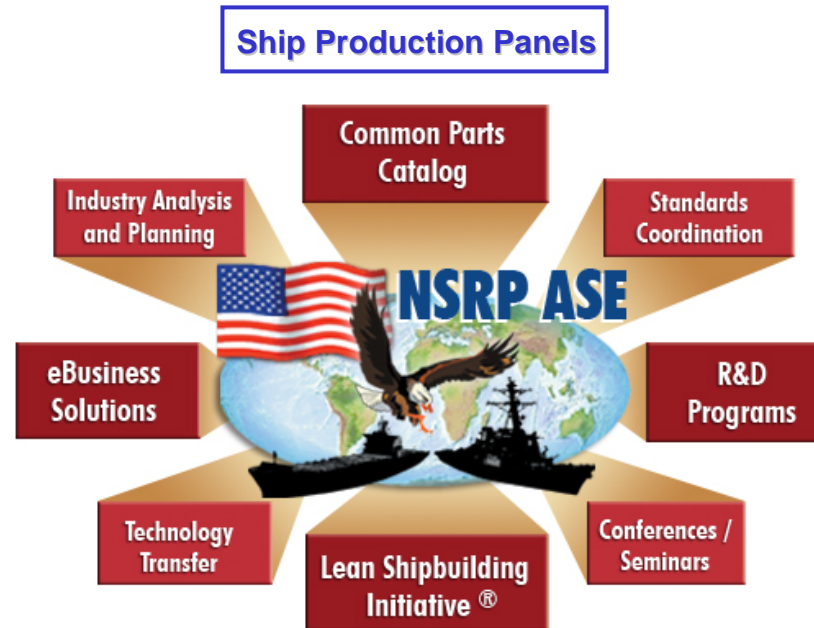 Ship Production Panels
Common Parts
Catalog
Industry Analysis
and Planning
Standards
Coordination
NSRP ASE
eBusiness
Solutions
R&D
Programs
Technology
Transfer
Lean Shipbuilding
Initiative ®
Conferences /
Seminars